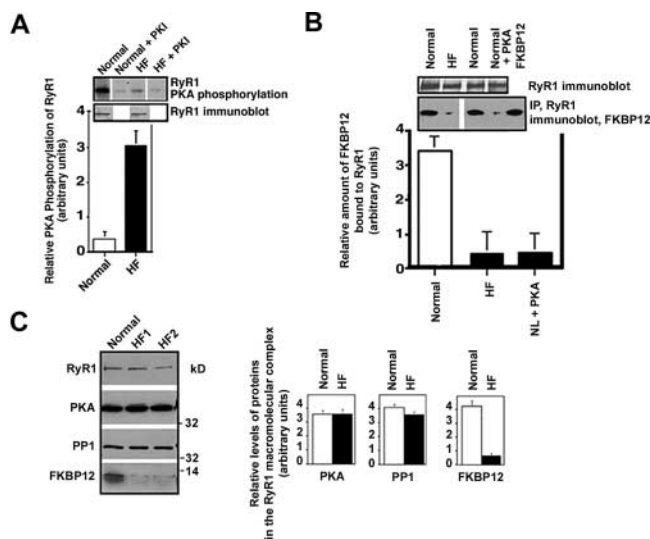 A
Normal
Normal + PKI
HF
HF + PKI
RyR1
PKA phosphorylation
RyR1 immunoblot
Relative PKA Phosphorylation of RyR1
(arbitrary units)
4
3
2
1
0
Normal
HF
B
Normal
HF
Normal
Normal
+ PKA
FKBP12
RyR1 immunoblot
IP, RyR1
immunoblot, FKBP12
Relative amount of FKBP12
bound to RyR1
(arbitrary units)
4
3
2
1
0
Normal
HF
NL + PKA
C
Normal
HF1
HF2
RyR1
kD
PKA
32
PP1
32
14
FKBP12
Relative levels of proteins
in the RyR1 macromolecular complex
(arbitrary units)
Normal
HF
4
3
2
1
0
PKA
Normal
HF
4
3
2
1
0
PP1
Normal
HF
4
3
2
1
0
FKBP12